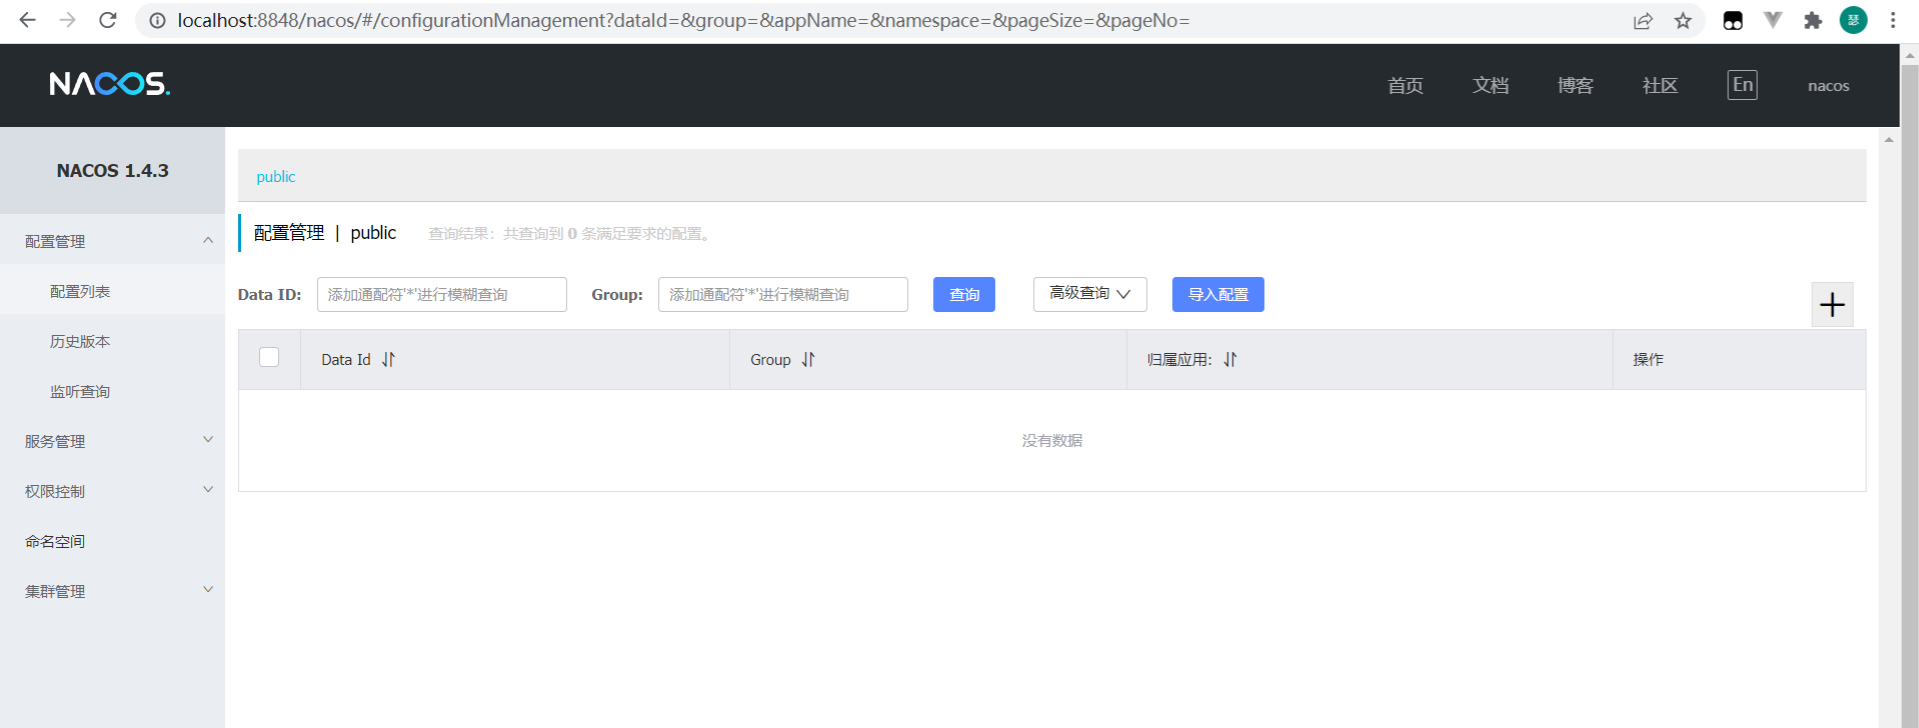 localhost:8848/nacos/#/configurationManagement?dataId=&group=&appName=&namespace=&pageSize=&pageNo=
瑟
NACOS.
首页 文档 博客 社区 En nacos
NACOS 1.4.3
public
配置管理
配置管理 | public 查询结果：共查询到 0 条满足要求的配置。
配置列表
Data ID: 添加通配符'*'进行模糊查询 Group: 添加通配符'*'进行模糊查询 查询 高级查询 导入配置
历史版本
Data Id Group 归属应用: 操作
监听查询
服务管理
没有数据
权限控制
命名空间
集群管理